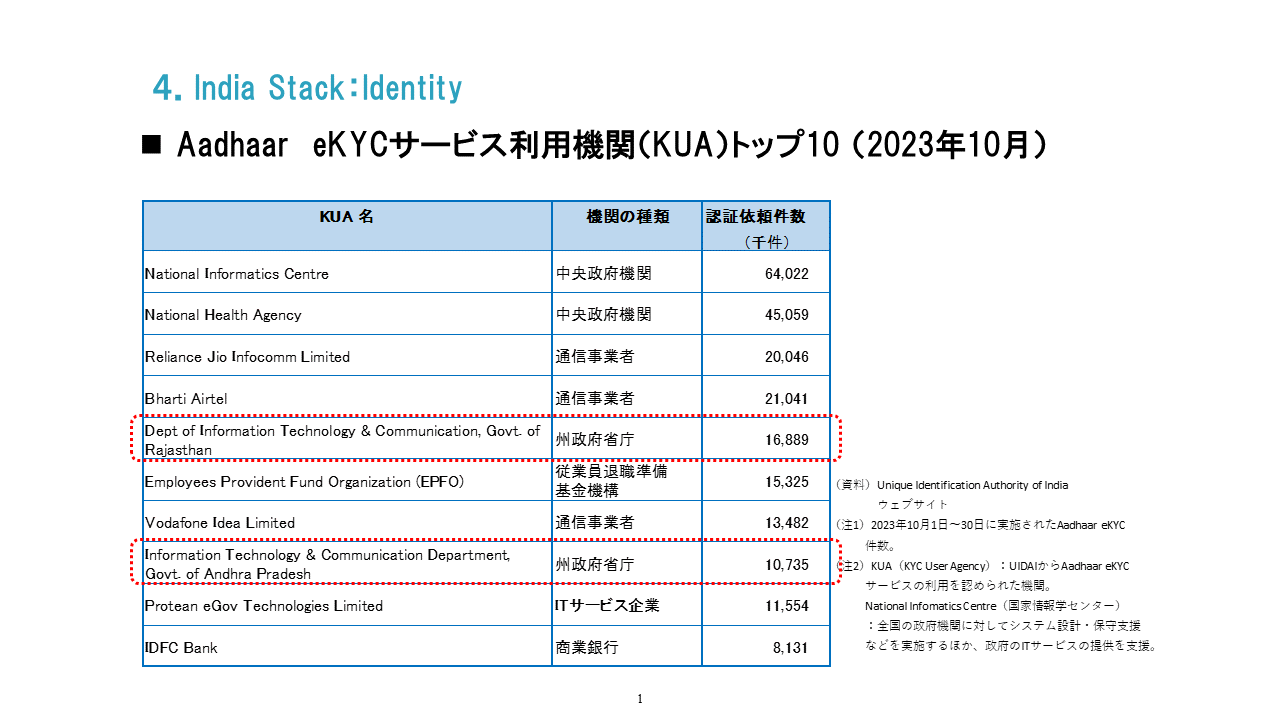 ４．India Stack：Identity
■ Aadhaar　eKYCサービス利用機関（KUA）トップ10（2023年10月）
KUA 名 機関の種類 認証依頼件数
（千件）
National Informatics Centre 中央政府機関 64,022
National Health Agency 中央政府機関 45,059
Reliance Jio Infocomm Limited 通信事業者 20,046
Bharti Airtel 通信事業者 21,041
Dept of Information Technology & Communication, Govt. of
Rajasthan 州政府省庁 16,889
Employees Provident Fund Organization (EPFO) 従業員退職準備
基金機構 15,325
Vodafone Idea Limited 通信事業者 13,482
Information Technology & Communication Department,
Govt. of Andhra Pradesh 州政府省庁 10,735
Protean eGov Technologies Limited ITサービス企業 11,554
IDFC Bank 商業銀行 8,131
（資料）Unique Identification Authority of India
ウェブサイト
（注1）2023年10月1日～30日に実施されたAadhaar eKYC
件数。
（注2）KUA（KYC User Agency）：UIDAIからAadhaar eKYC
サービスの利用を認められた機関。
National Infomatics Centre（国家情報学センター）
：全国の政府機関に対してシステム設計・保守支援
などを実施するほか、政府のITサービスの提供を支援。
1